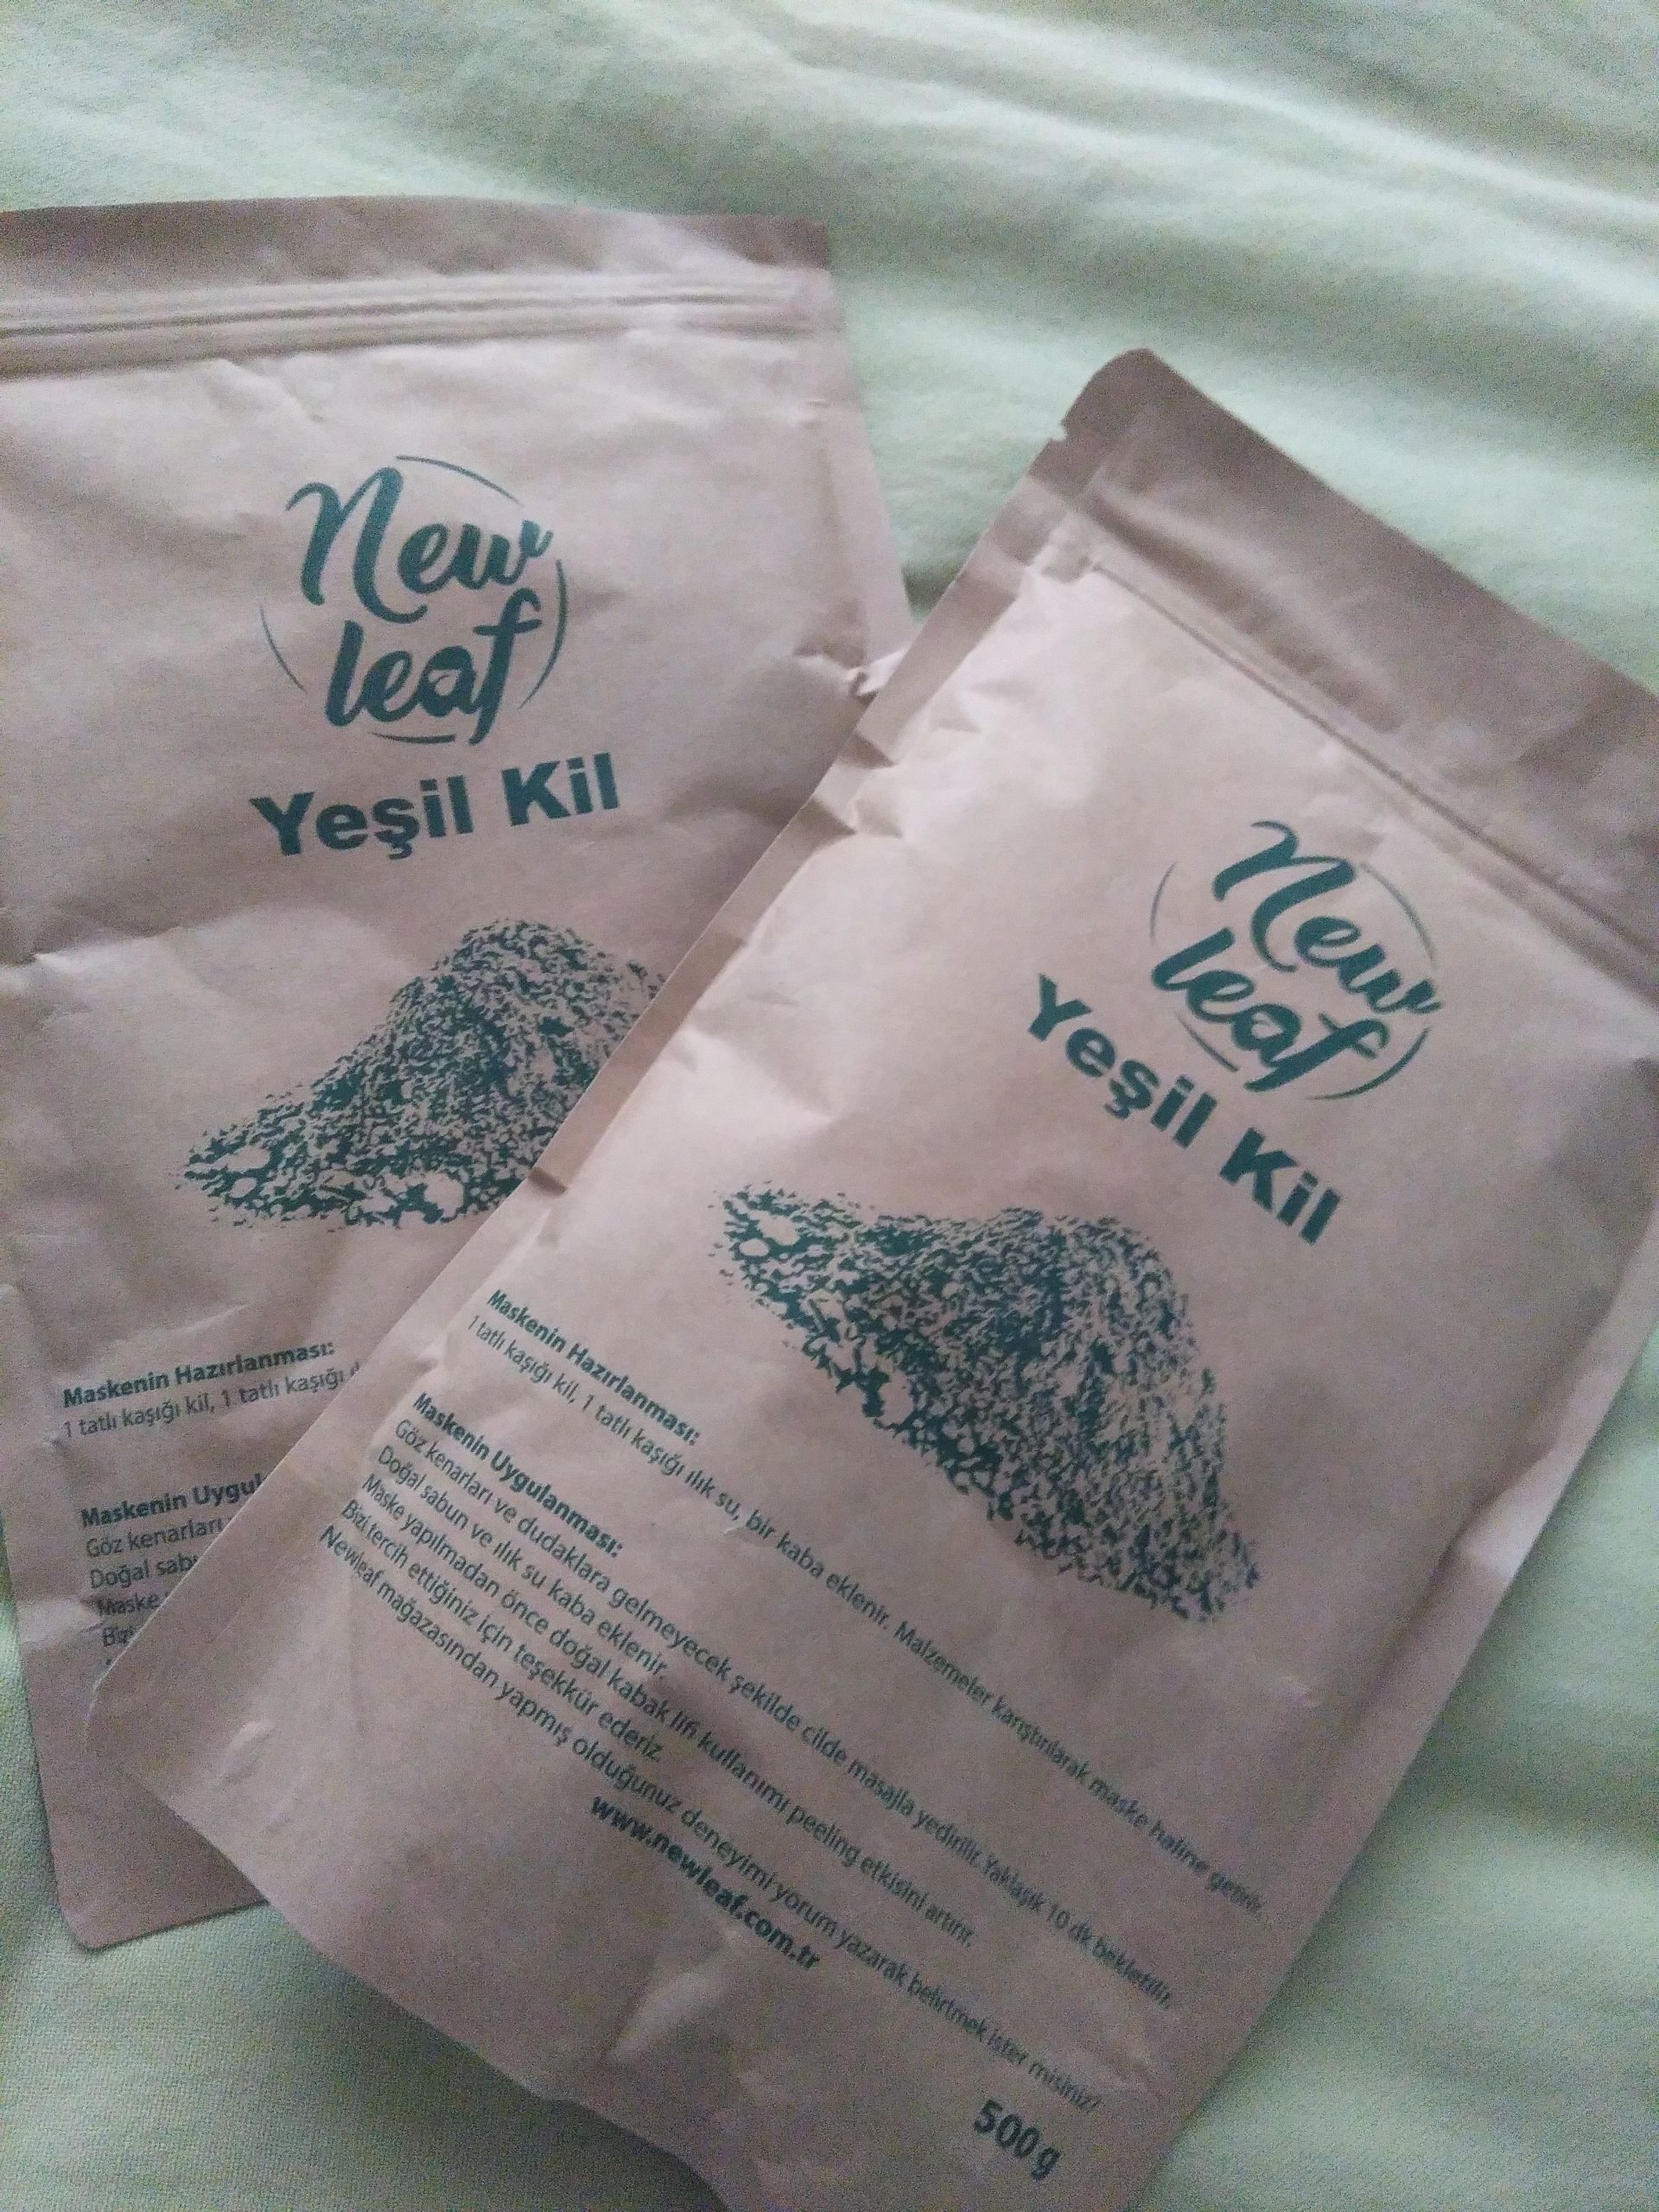 New
leaf
Yeşil Kil
Maskenin Hazırlanması:
1 tatlı kaşığı kil, 1 tatlı kaşığı
Maskenin Uygul
Göz kenarları
Doğal sabu
Maske
Bizi
New
leaf
Yeşil Kil
Maskenin Hazırlanması:
1 tatlı kaşığı kil, 1 tatlı kaşığı ılık su, bir kaba eklenir. Malzemeler karıştırılarak maske haline getirilir.
Maskenin Uygulanması:
Göz kenarları ve dudaklara gelmeyecek şekilde cilde masajla yedirilir. Yaklaşık 10 dk bekletilir.
Doğal sabun ve ılık su kaba eklenir.
Maske yapılmadan önce doğal kabak lifi kullanımı peeling etkisini artırır.
Bizi tercih ettiğiniz için teşekkür ederiz.
Newleaf mağazasından yapmış olduğunuz deneyimi yorum yazarak belirtmek ister misiniz?
www.newleaf.com.tr
500 g